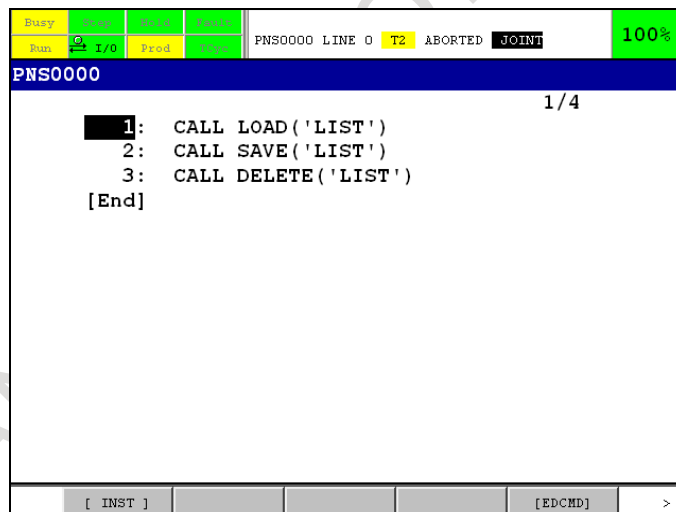 Busy Step Hold Fault
Run I/O Prod TCyc
PNS0000 LINE 0 T2 ABORTED JOINT
100%
PNS0000
1/4
1: CALL LOAD('LIST')
2: CALL SAVE('LIST')
3: CALL DELETE('LIST')
[End]
[ INST ] [EDCMD] >